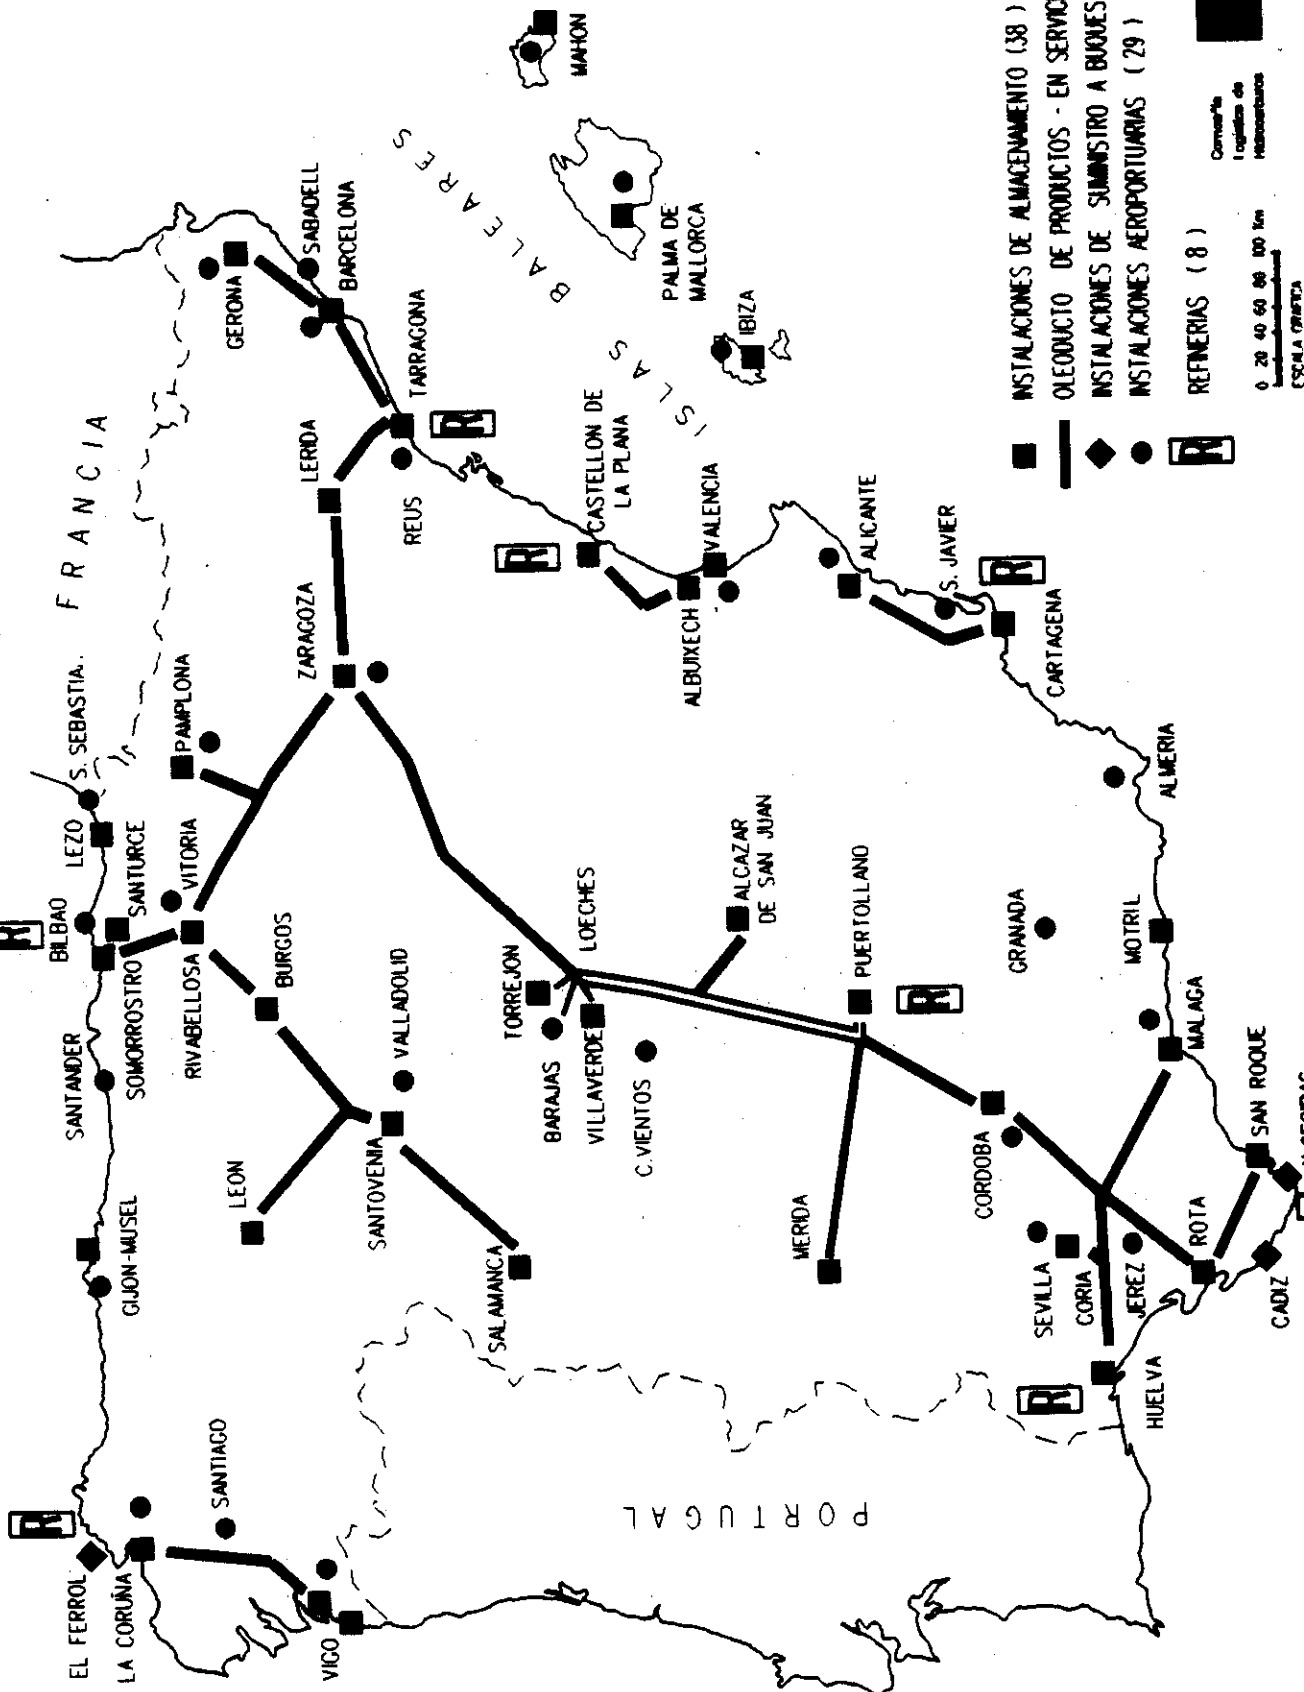 FRANCIA
PORTUGAL
ISLAS BALEARES
EL FERROL
LA CORUÑA
SANTIAGO
VIGO
GIJON-MUSEL
SANTANDER
BILBAO
SOMORROSTRO
SANTURCE
LEZO
S. SEBASTIA
VITORIA
RIVABELLOSA
PAMPLONA
BURGOS
LEON
VALLADOLID
SANTOVENIA
SALAMANCA
ZARAGOZA
LERIDA
GERONA
SABADELL
BARCELONA
TARRAGONA
REUS
MAHON
PALMA DE
MALLORCA
IBIZA
CASTELLON DE
LA PLANA
VALENCIA
ALBUIXECH
ALICANTE
S. JAVIER
CARTAGENA
TORREJON
LOECHES
BARAJAS
VILLAVERDE
C.VIENTOS
ALCAZAR
DE SAN JUAN
PUERTOLLANO
MERIDA
CORDOBA
GRANADA
ALMERIA
MOTRIL
MALAGA
SEVILLA
CORIA
JEREZ
ROTA
SAN ROQUE
CADIZ
HUELVA
R
R
R
R
R
R
R
INSTALACIONES DE ALMACENAMIENTO (38)
OLEODUCTO DE PRODUCTOS - EN SERVIC
INSTALACIONES DE SUMINISTRO A BUQUES
INSTALACIONES AEROPORTUARIAS (29)
R REFINERIAS (8)
0 20 40 60 80 100 Km
ESCALA GRAFICA
Compañía
Logística de
Hidrocarburos